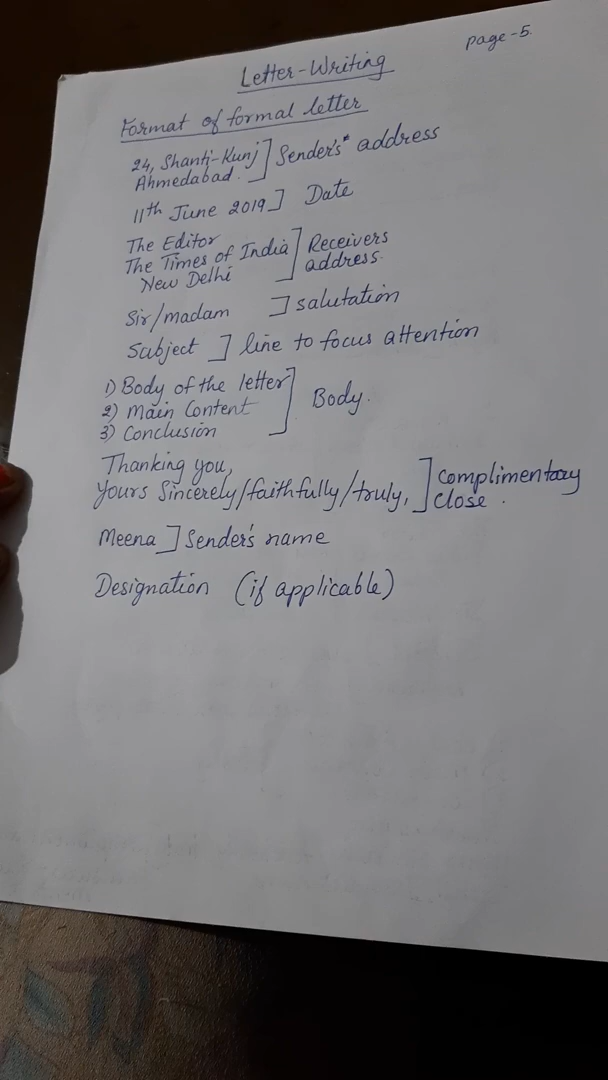 page-5.
Letter-Writing
Format of formal letter
24, Shanti-Kunj ] Sender's* address
Ahmedabad.
11th June 2019 ] Date
The Editor
The Times of India ] Receivers
New Delhi address.
Sir/madam ] salutation
Subject ] line to focus attention
1) Body of the letter
2) Main Content ] Body.
3) Conclusion
Thanking you,
Yours Sincerely/faithfully/truly, ] Complimentary
Close.
Meena ] Sender's name
Designation (if applicable)